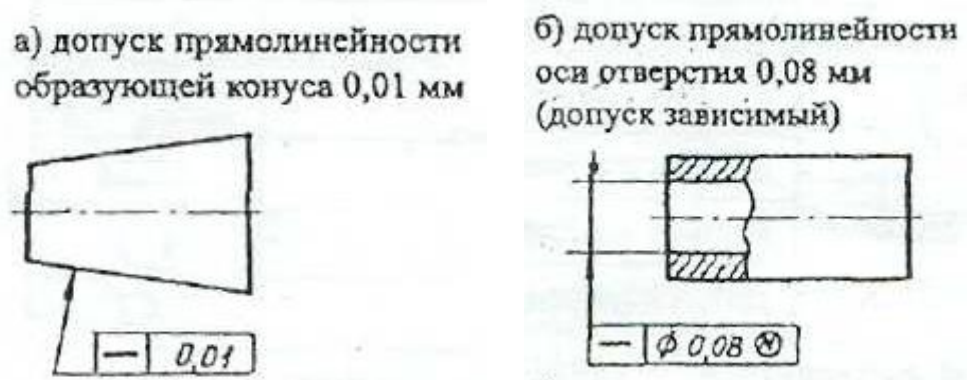 а) допуск прямолинейности
образующей конуса 0,01 мм
— 0,01
б) допуск прямолинейности
оси отверстия 0,08 мм
(допуск зависимый)
— ϕ 0,08 Ⓜ